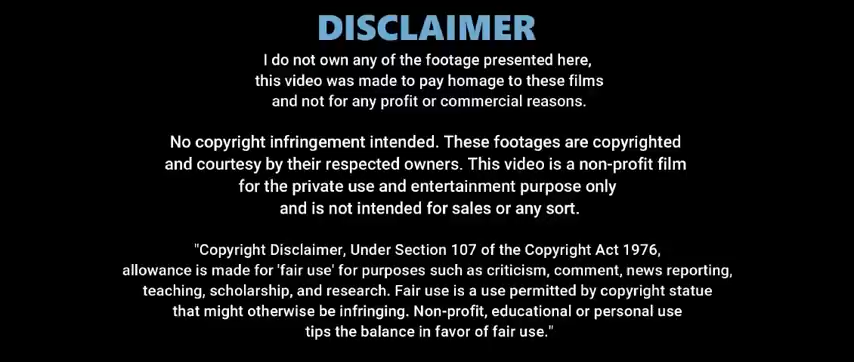 DISCLAIMER
I do not own any of the footage presented here,
this video was made to pay homage to these films
and not for any profit or commercial reasons.
No copyright infringement intended. These footages are copyrighted
and courtesy by their respected owners. This video is a non-profit film
for the private use and entertainment purpose only
and is not intended for sales or any sort.
"Copyright Disclaimer, Under Section 107 of the Copyright Act 1976,
allowance is made for 'fair use' for purposes such as criticism, comment, news reporting,
teaching, scholarship, and research. Fair use is a use permitted by copyright statue
that might otherwise be infringing. Non-profit, educational or personal use
tips the balance in favor of fair use."